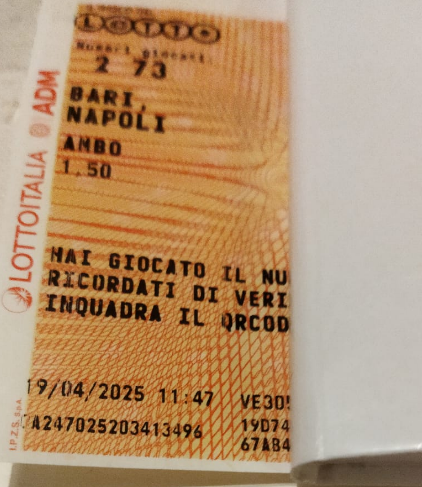 LOTTO
Numeri giocati:
2 73
BARI,
NAPOLI
AMBO
1,50
HAI GIOCATO IL NU
RICORDATI DI VERI
INQUADRA IL QRCOD
19/04/2025 11:47 VE30
A247025203413496 19D74
67AB4
LOTTOITALIA ADM
I.P.Z.S. S.p.A.